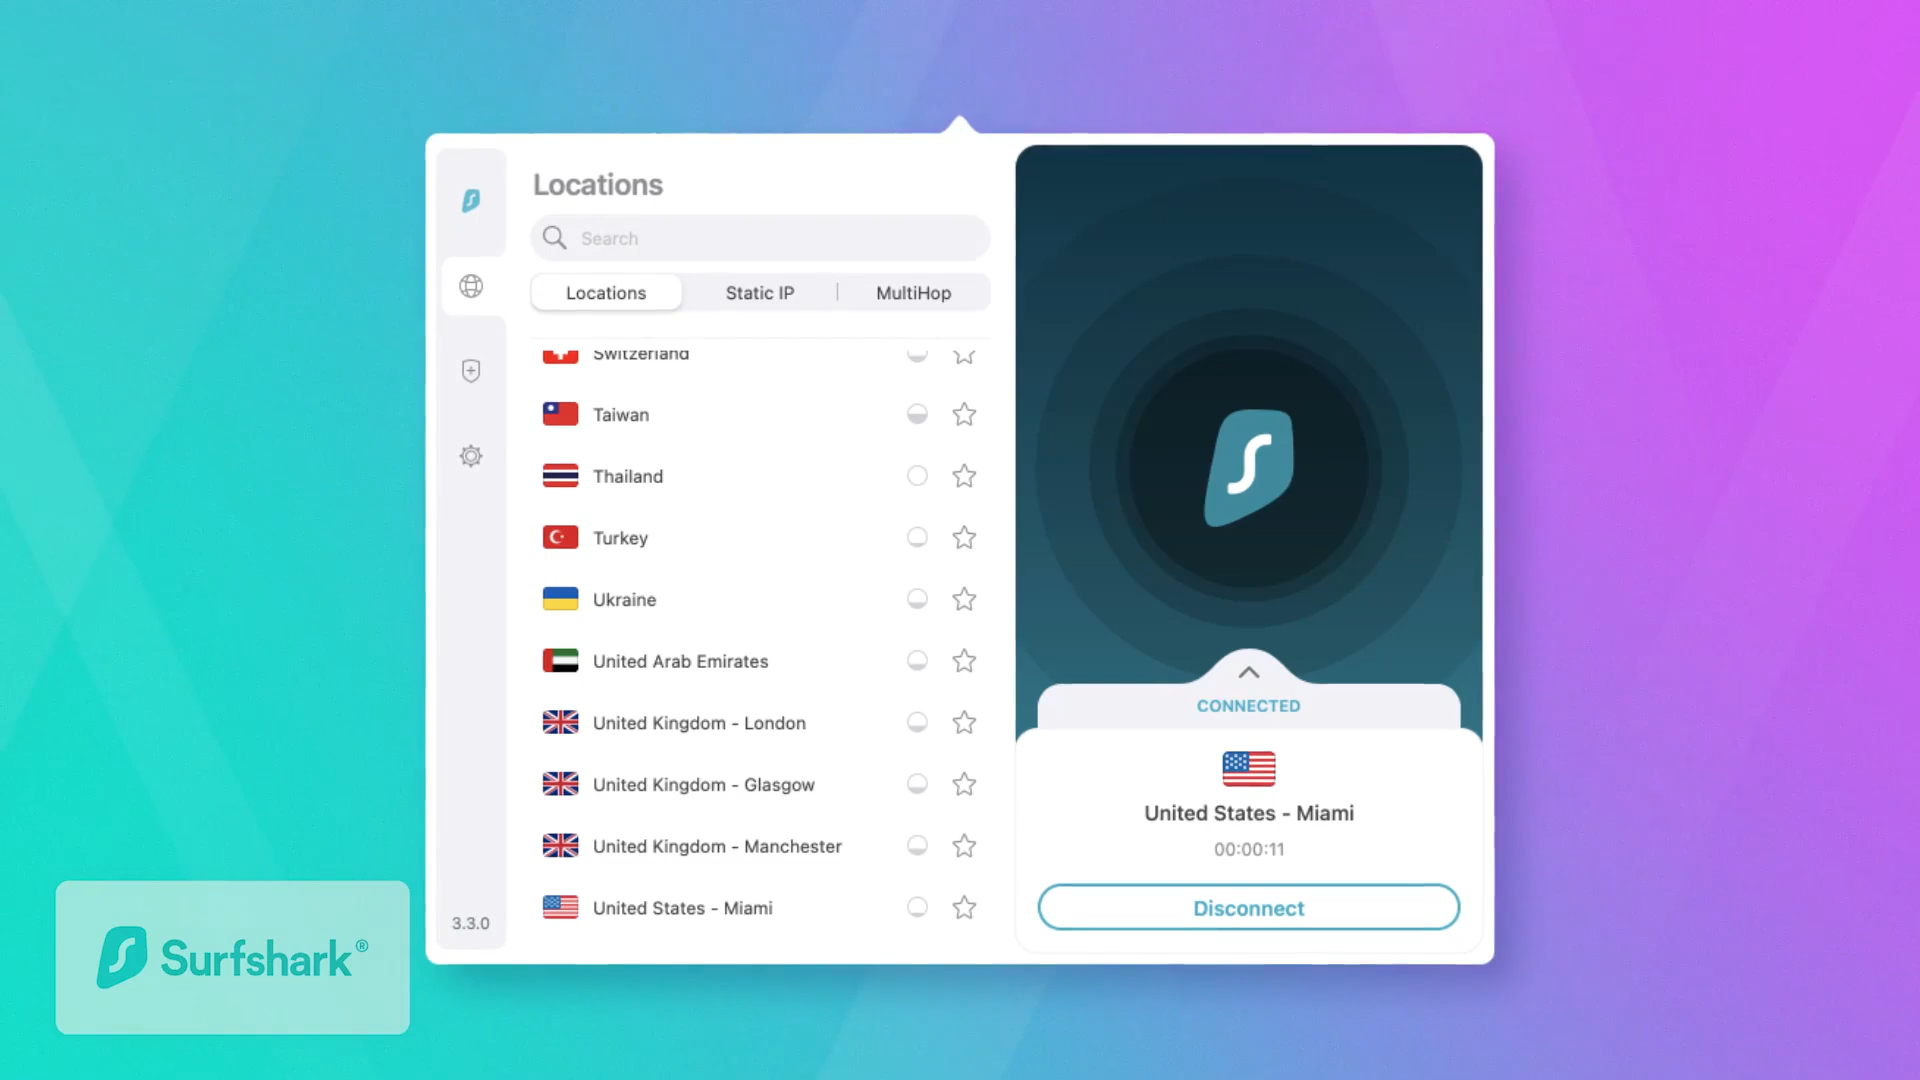 Locations
Search
Locations
Static IP
MultiHop
Switzerland
Taiwan
Thailand
Turkey
Ukraine
United Arab Emirates
United Kingdom - London
United Kingdom - Glasgow
United Kingdom - Manchester
United States - Miami
3.3.0
CONNECTED
United States - Miami
00:00:11
Disconnect
Surfshark®